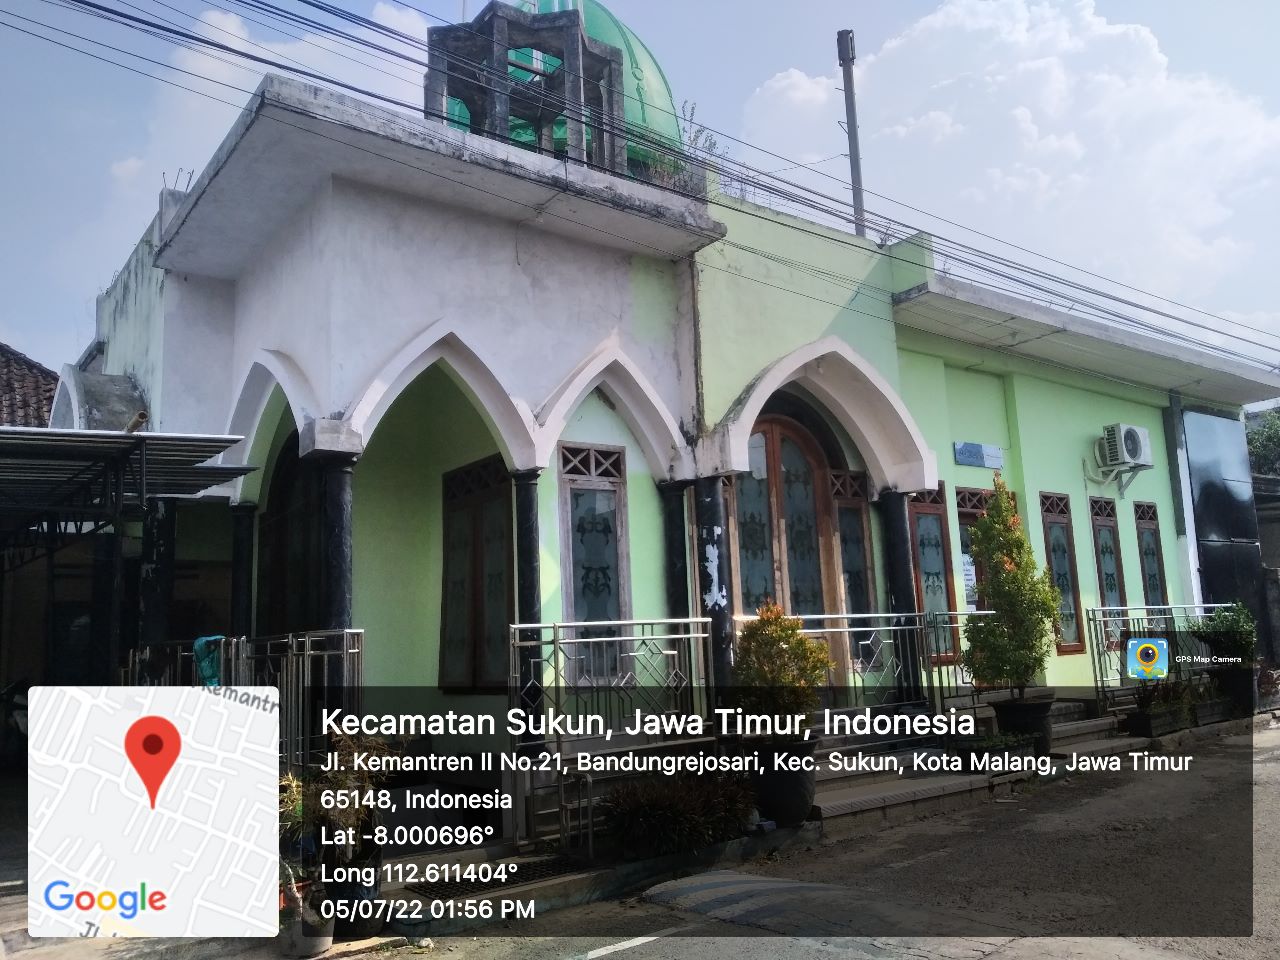 GPS Map Camera
Kemantr
Google
Kecamatan Sukun, Jawa Timur, Indonesia
Jl. Kemantren II No.21, Bandungrejosari, Kec. Sukun, Kota Malang, Jawa Timur
65148, Indonesia
Lat -8.000696°
Long 112.611404°
05/07/22 01:56 PM